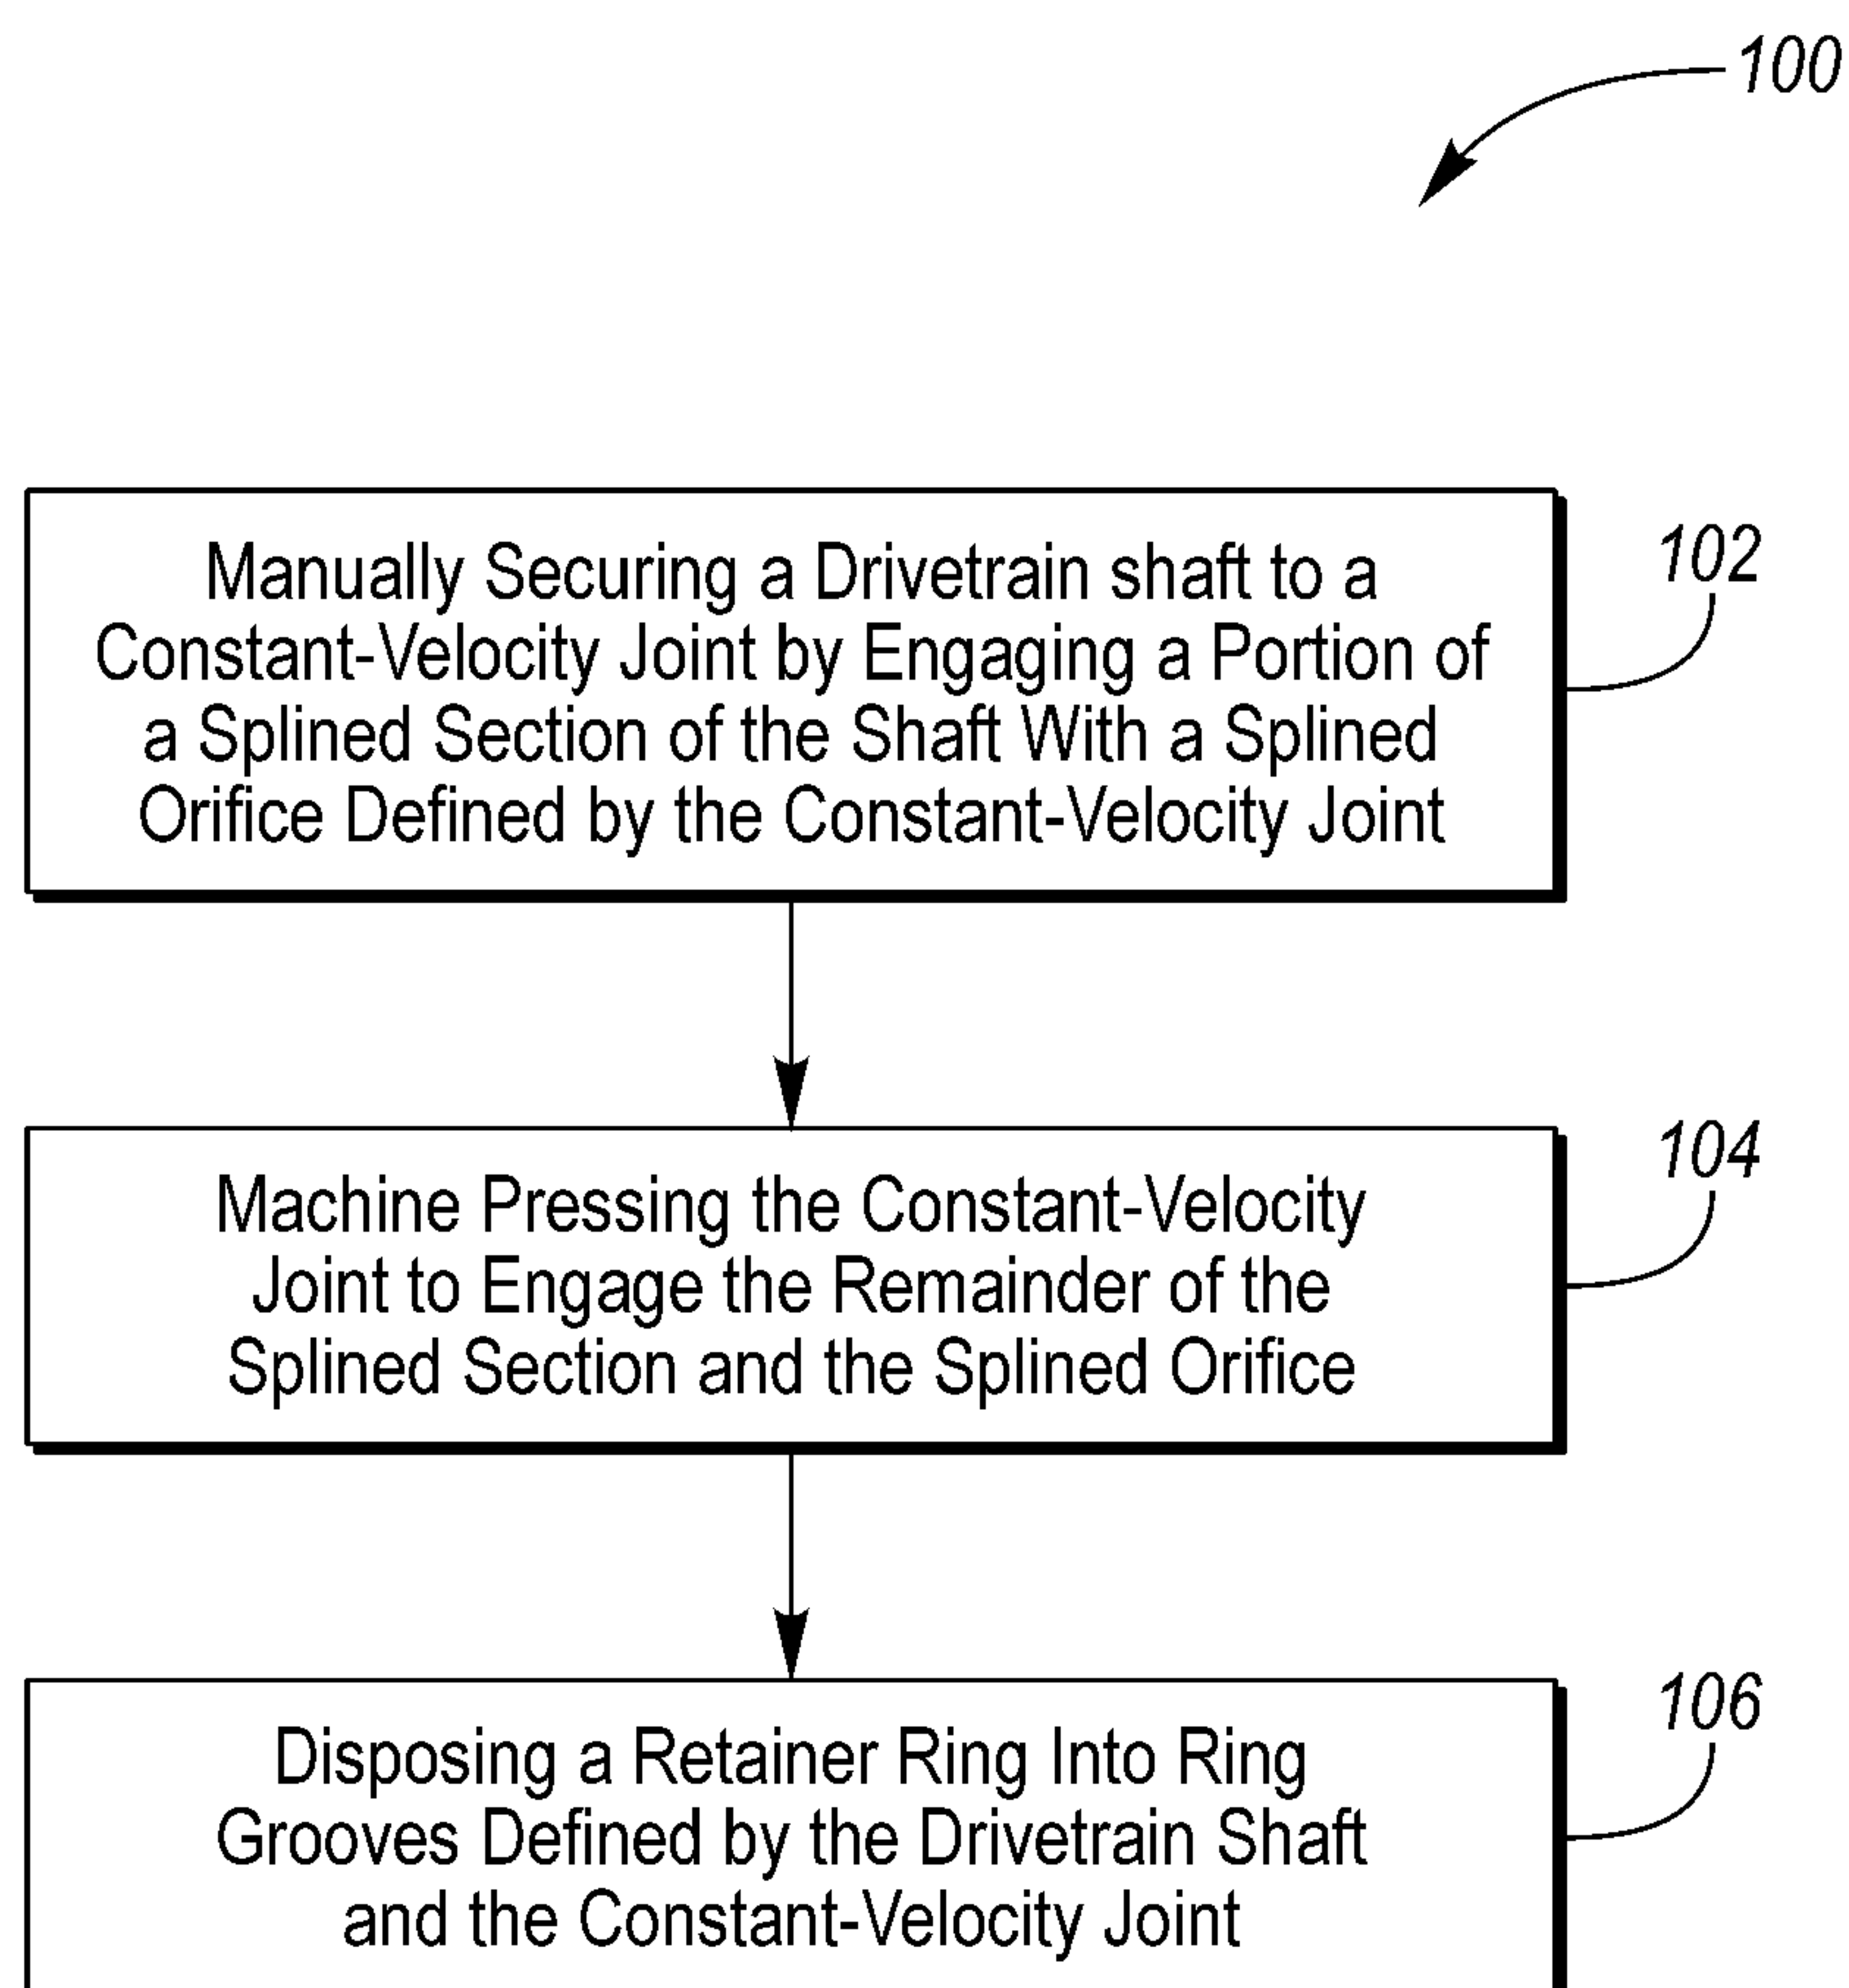 100
Manually Securing a Drivetrain shaft to a
Constant-Velocity Joint by Engaging a Portion of
a Splined Section of the Shaft With a Splined
Orifice Defined by the Constant-Velocity Joint
102
Machine Pressing the Constant-Velocity
Joint to Engage the Remainder of the
Splined Section and the Splined Orifice
104
Disposing a Retainer Ring Into Ring
Grooves Defined by the Drivetrain Shaft
and the Constant-Velocity Joint
106